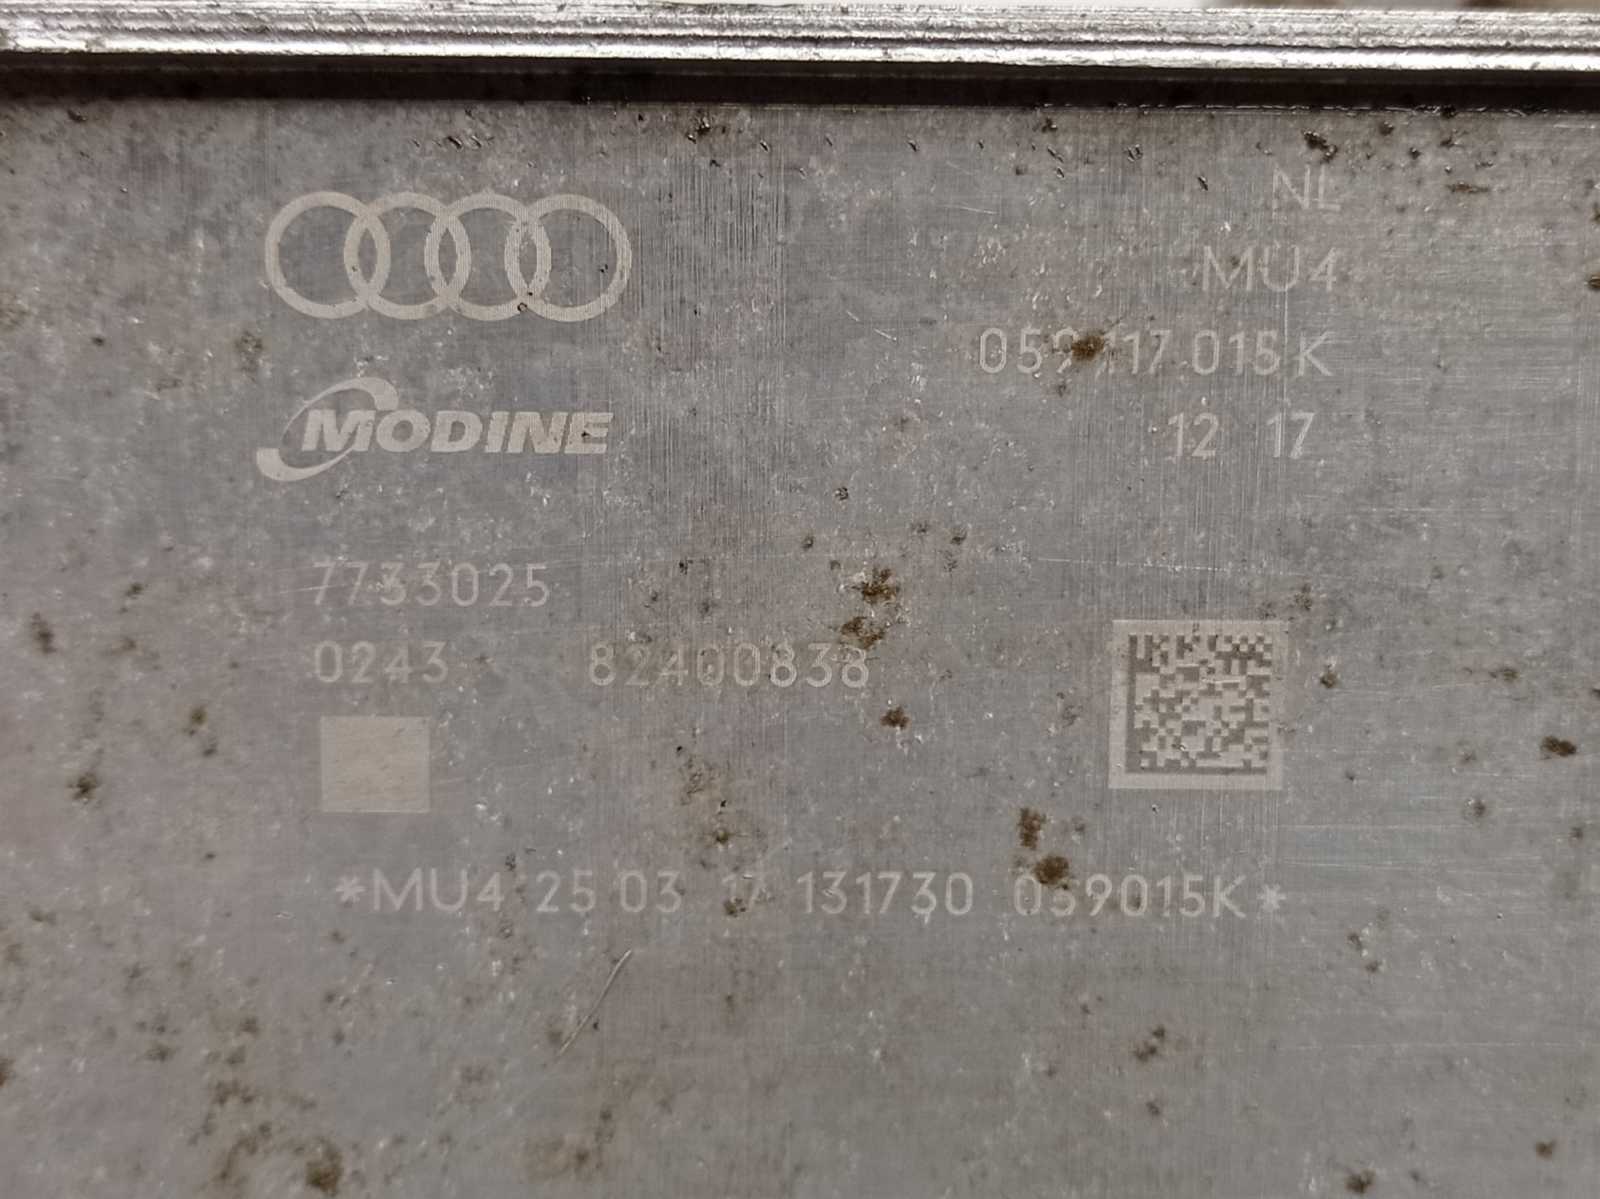 NL
MU4
059 117 015 K
12 17
MODINE
7733025
0243 82400838
*MU4 25 03 17 131730 059015K*